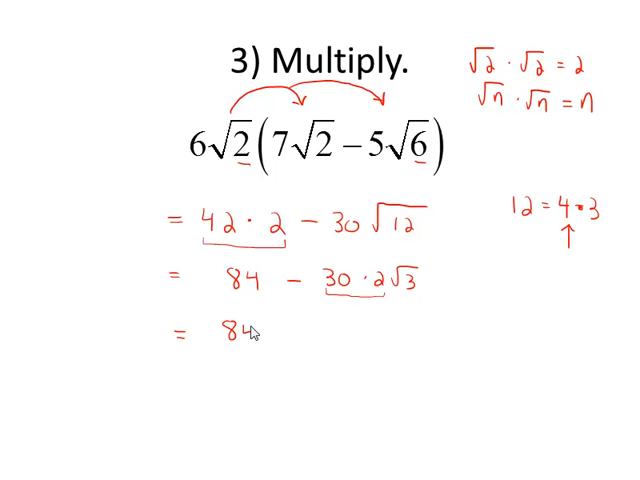 3) Multiply.
√2 · √2 = 2
√n · √n = n
6√2(7√2 − 5√6)
= 42 · 2 − 30√12
12 = 4 · 3
= 84 − 30 · 2√3
= 84